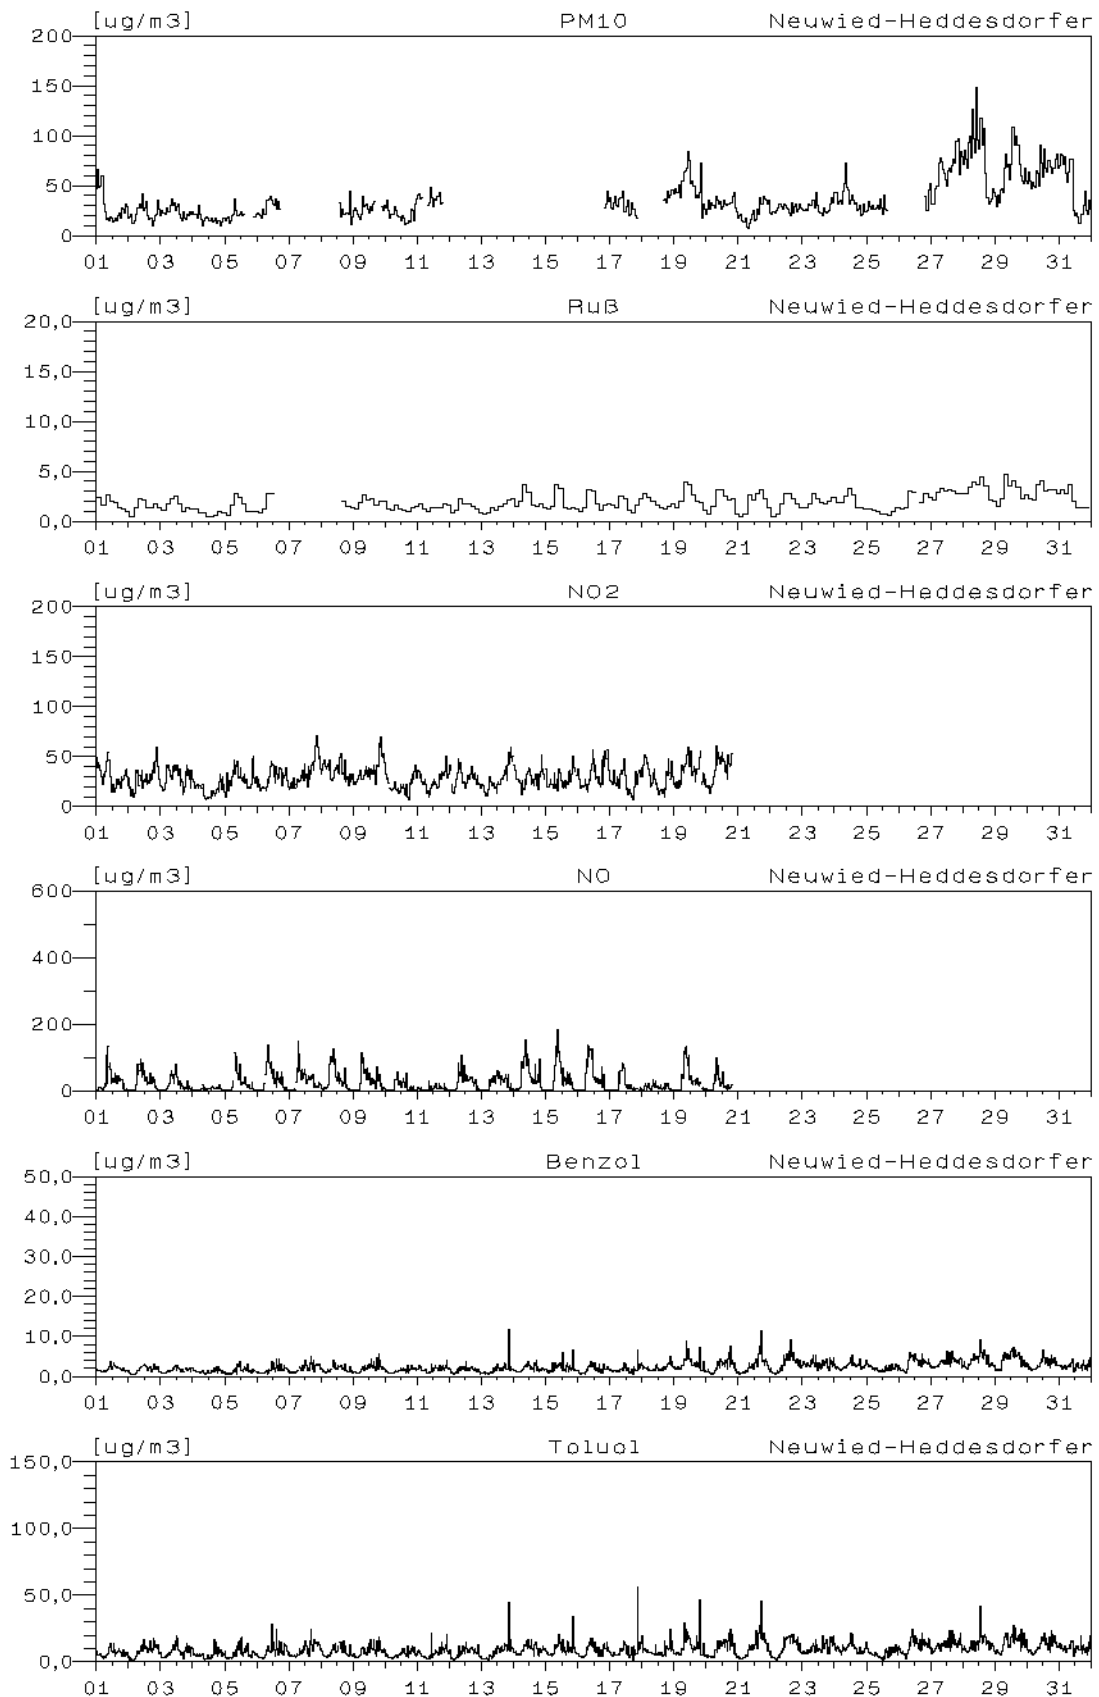 [ug/m3] PM10 Neuwied-Heddesdorfer
200
150
100
50
0
01 03 05 07 09 11 13 15 17 19 21 23 25 27 29 31
[ug/m3] Ruß Neuwied-Heddesdorfer
20,0
15,0
10,0
5,0
0,0
01 03 05 07 09 11 13 15 17 19 21 23 25 27 29 31
[ug/m3] NO2 Neuwied-Heddesdorfer
200
150
100
50
0
01 03 05 07 09 11 13 15 17 19 21 23 25 27 29 31
[ug/m3] NO Neuwied-Heddesdorfer
600
400
200
0
01 03 05 07 09 11 13 15 17 19 21 23 25 27 29 31
[ug/m3] Benzol Neuwied-Heddesdorfer
50,0
40,0
30,0
20,0
10,0
0,0
01 03 05 07 09 11 13 15 17 19 21 23 25 27 29 31
[ug/m3] Toluol Neuwied-Heddesdorfer
150,0
100,0
50,0
0,0
01 03 05 07 09 11 13 15 17 19 21 23 25 27 29 31